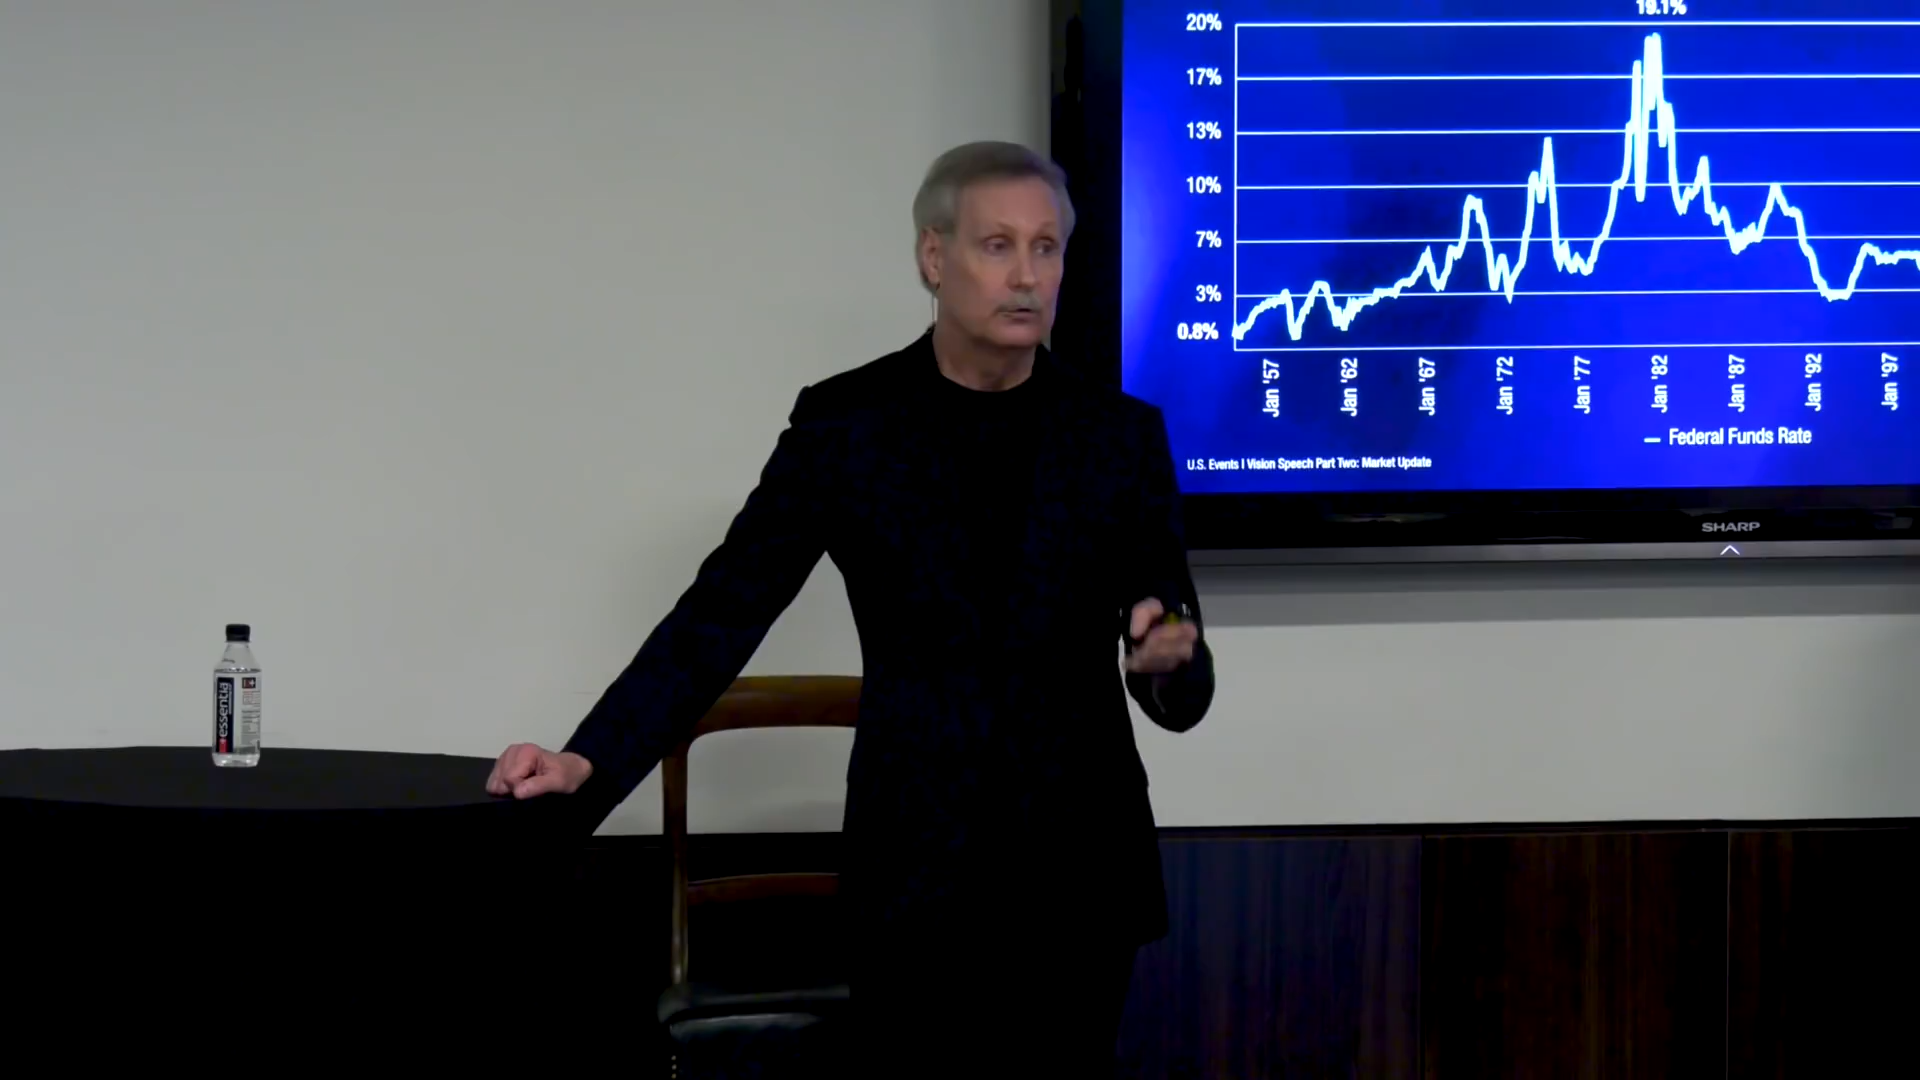 19.1%
20%
17%
13%
10%
7%
3%
0.8%
Jan '57
Jan '62
Jan '67
Jan '72
Jan '77
Jan '82
Jan '87
Jan '92
Jan '97
Federal Funds Rate
U.S. Events | Vision Speech Part Two: Market Update
SHARP
essentia